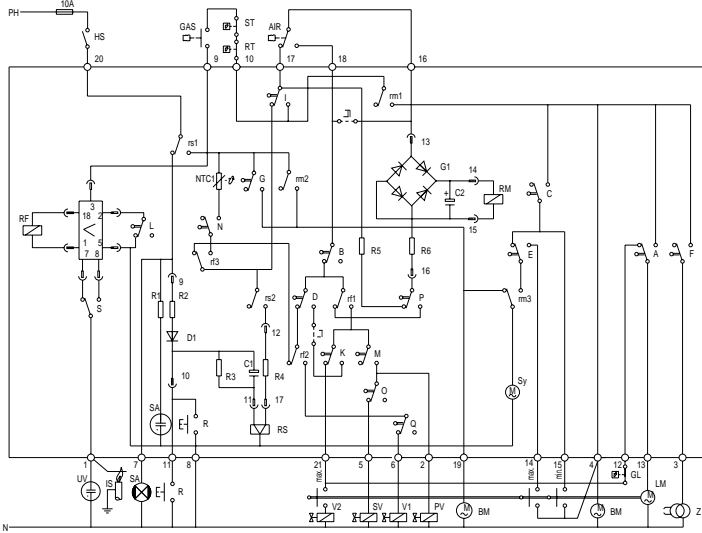 10A
PH
HS
GAS
ST
RT
AIR
20
9
10
17
18
16
I
rm1
13
rs1
NTC1
G
rm2
G1
14
C2
+
RM
15
C
RF
3
18
2
1
5
7
8
L
N
rf3
B
R5
R6
16
E
A
F
S
9
R1
R2
rs2
D
rf1
P
rm3
D1
12
rf2
K
M
10
R3
C1
R4
O
Sy
M
SA
R
11
17
RS
Q
1
7
11
8
21
5
6
2
19
14
15
4
12
13
3
UV
IS
SA
R
max.
max.
min.
GL
LM
M
V2
SV
V1
PV
M
BM
M
BM
Z
N